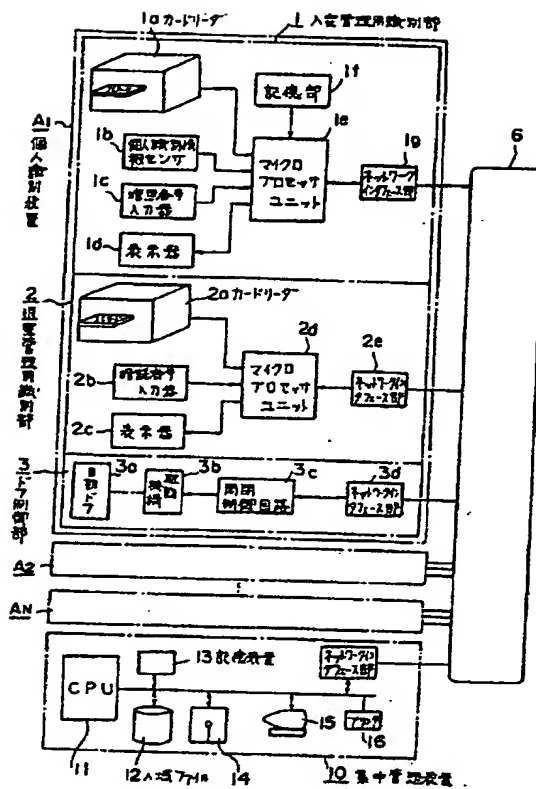 1a カードリーダ
1 入室管理用識別部
1f
記憶部
1e
A1 個人識別装置
1b
個人識別情
報センサ
マイクロ
プロセッサ
ユニット
1g
ネットワーク
インタフェース部
6
1c
暗証番号
入力器
1d
表示器
2 退室管理用識別部
2a カードリーダ
2d
マイクロ
プロセッサ
ユニット
2e
ネットワークイン
タフェース部
2b
暗証番号
入力器
2c
表示器
3 ドア制御部
3a
自動ドア
3b
駆動
機構
3c
開閉
制御回路
3d
ネットワークイン
タフェース部
A2
AN
13 記憶装置
ネットワークイン
タフェース部
CPU
11
12
ファイル
14
15
プリンタ
16
10 集中管理装置